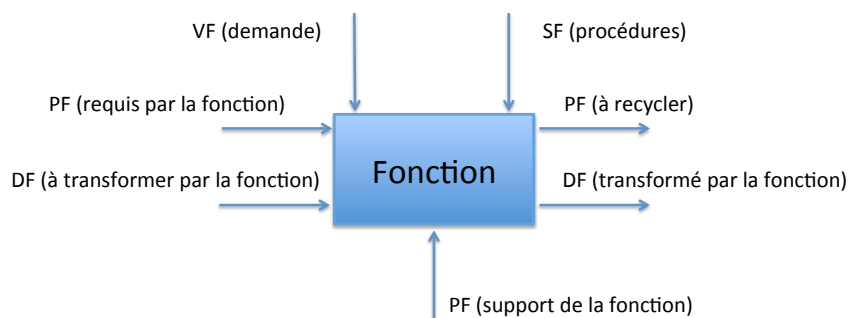 VF (demande)
SF (procédures)
PF (requis par la fonction)
PF (à recycler)
DF (à transformer par la fonction)
Fonction
DF (transformé par la fonction)
PF (support de la fonction)